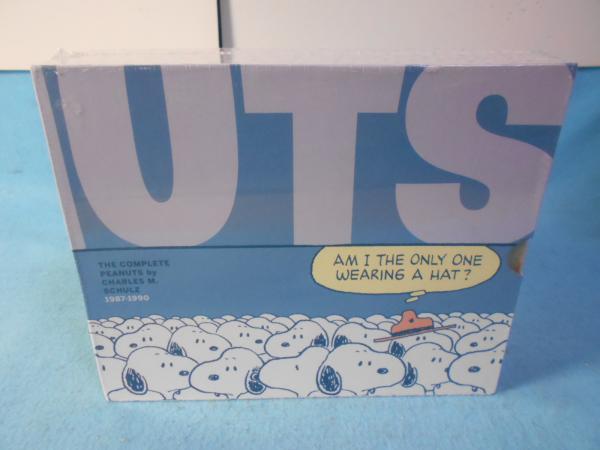 UTS
AM I THE ONLY ONE
WEARING A HAT?
THE COMPLETE
PEANUTS by
CHARLES M.
SCHULZ
1987-1990